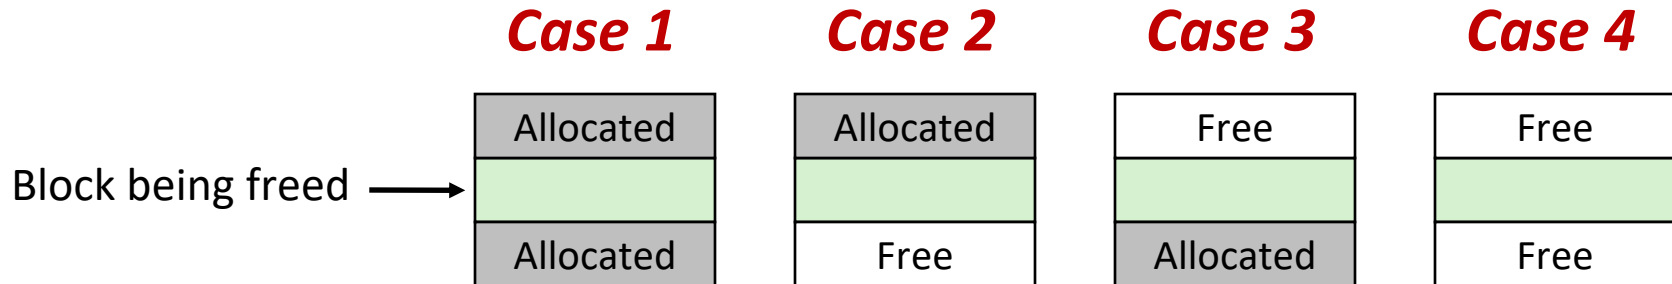 Case 1 Case 2 Case 3 Case 4
Allocated Allocated Free Free
Block being freed
Allocated Free Allocated Free